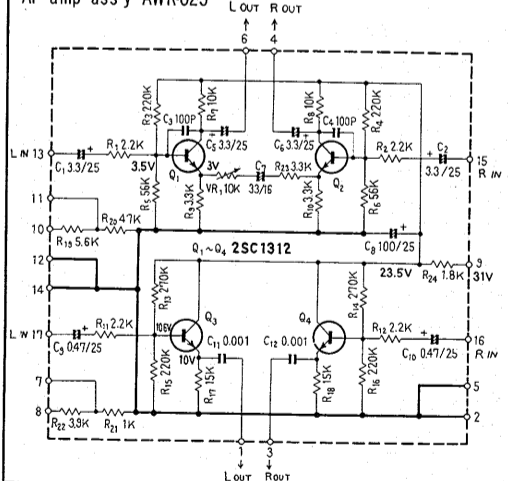 AF amp ass'y AWK-025
L OUT R OUT
6 4
R3 220K
C3 100P
R7 10K
C5 3.3/25
R8 10K
C6 3.3/25
C4 100P
R4 220K
L IN 13
C1 3.3/25
R1 2.2K
3.5V
Q1
3V
VR1 10K
C7 33/16
R23 3.3K
Q2
R2 2.2K
C2 3.3/25
15 R IN
11
R5 56K
R9 3.3K
R10 3.3K
R6 56K
10
R19 5.6K
R20 47K
C8 100/25
12
Q1~Q4 2SC1312
23.5V
R24 1.8K
9
31V
14
R13 270K
R14 270K
L IN 17
C9 0.47/25
R11 2.2K
10.6V
Q3
10V
C11 0.001
C12 0.001
Q4
R12 2.2K
C10 0.47/25
16 R IN
R15 220K
R17 15K
R18 15K
R16 220K
7
5
8
R22 3.9K
R21 1K
2
1 3
L OUT R OUT